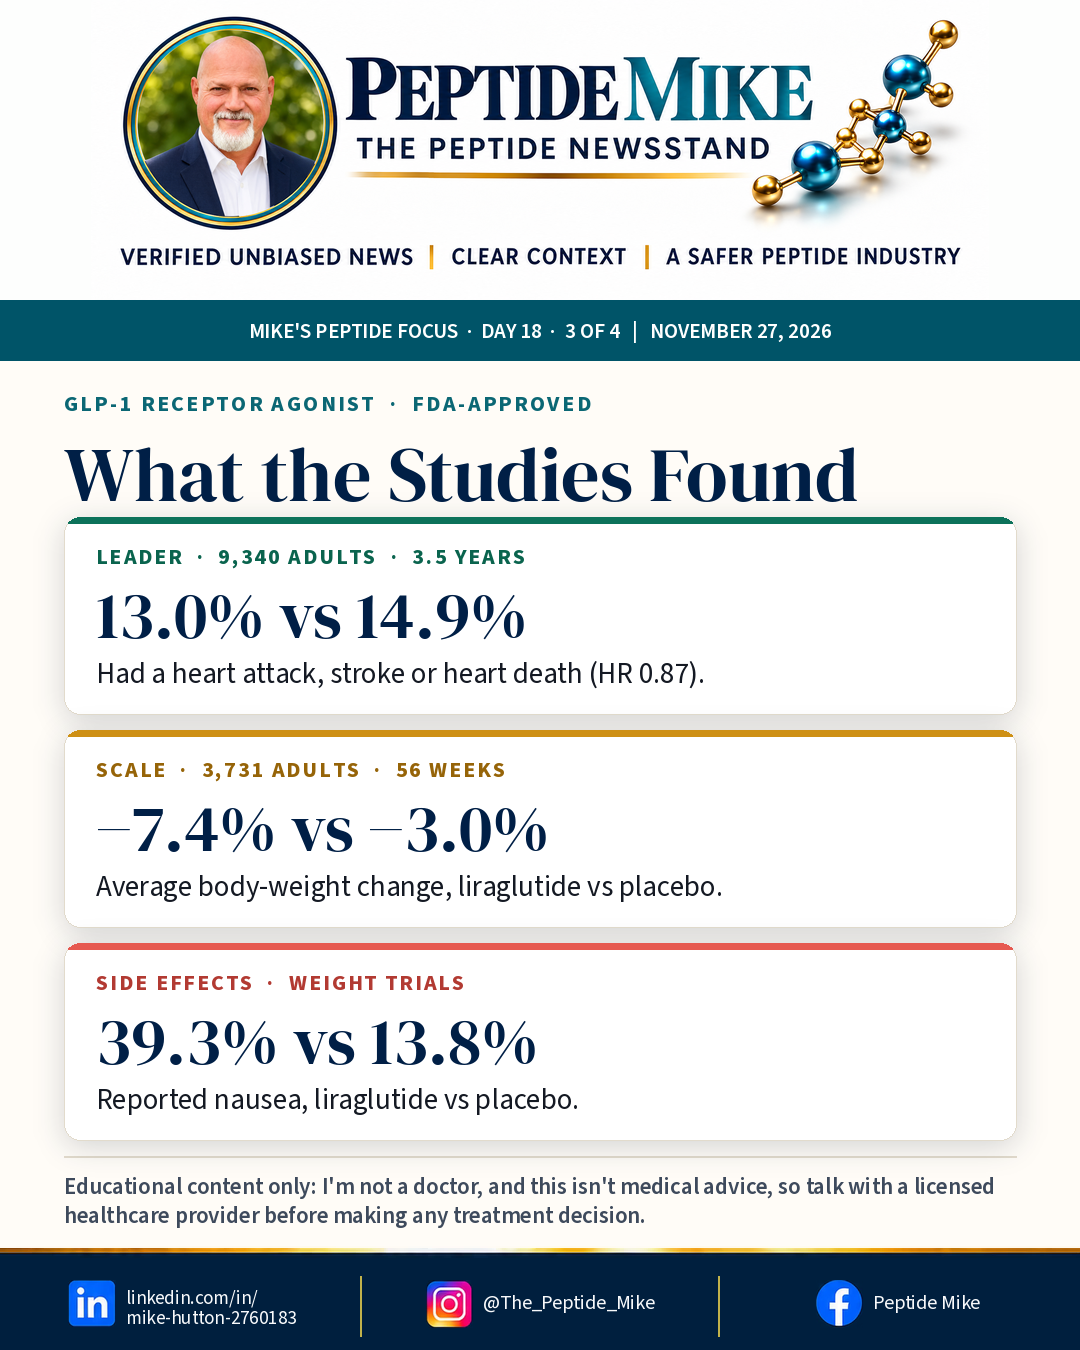 PEPTIDEMIKE
THE PEPTIDE NEWSSTAND
VERIFIED UNBIASED NEWS | CLEAR CONTEXT | A SAFER PEPTIDE INDUSTRY
MIKE'S PEPTIDE FOCUS · DAY 18 · 3 OF 4 | NOVEMBER 27, 2026
GLP-1 RECEPTOR AGONIST · FDA-APPROVED
What the Studies Found
LEADER · 9,340 ADULTS · 3.5 YEARS
13.0% vs 14.9%
Had a heart attack, stroke or heart death (HR 0.87).
SCALE · 3,731 ADULTS · 56 WEEKS
−7.4% vs −3.0%
Average body-weight change, liraglutide vs placebo.
SIDE EFFECTS · WEIGHT TRIALS
39.3% vs 13.8%
Reported nausea, liraglutide vs placebo.
Educational content only: I'm not a doctor, and this isn't medical advice, so talk with a licensed
healthcare provider before making any treatment decision.
linkedin.com/in/
mike-hutton-2760183
@The_Peptide_Mike
Peptide Mike